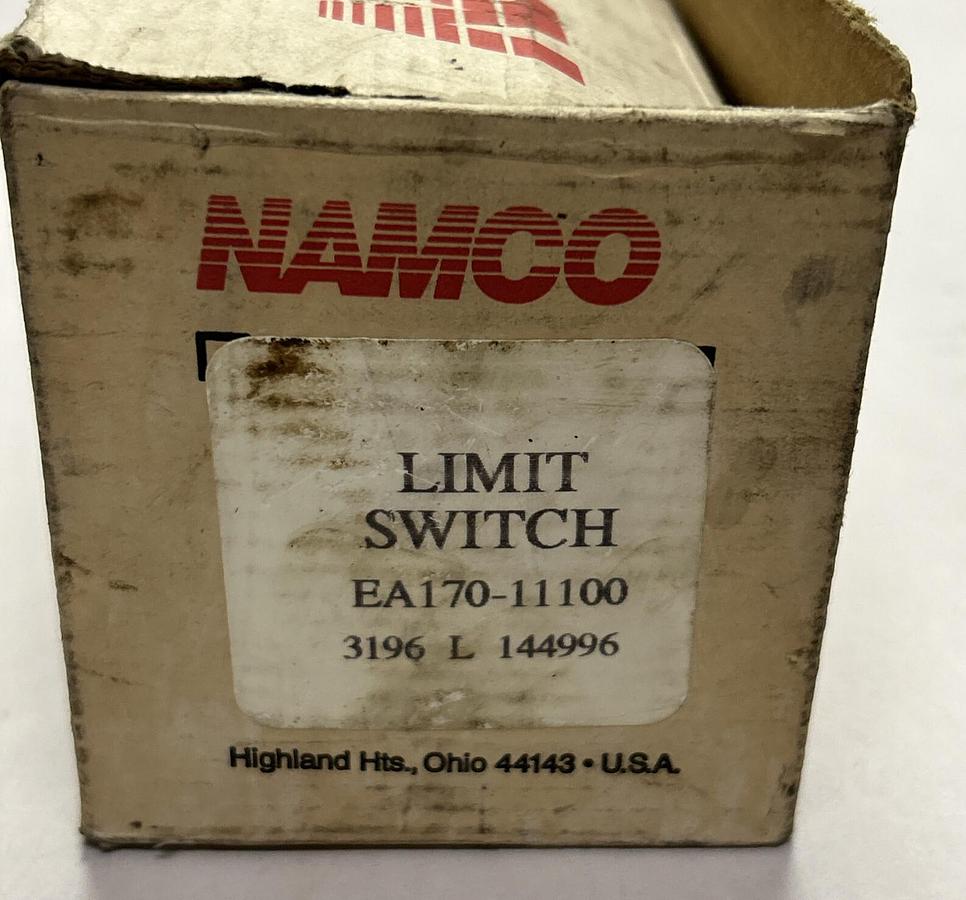 NAMCO
LIMIT
SWITCH
EA170-11100
3196 L 144996
Highland Hts., Ohio 44143 • U.S.A.